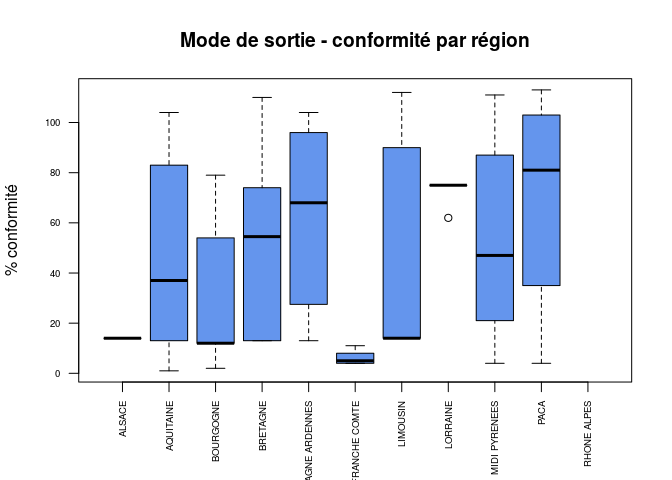 Mode de sortie - conformité par région
% conformité
100
80
60
40
20
0
ALSACE
AQUITAINE
BOURGOGNE
BRETAGNE
AGNE ARDENNES
FRANCHE COMTE
LIMOUSIN
LORRAINE
MIDI PYRENEES
PACA
RHONE ALPES